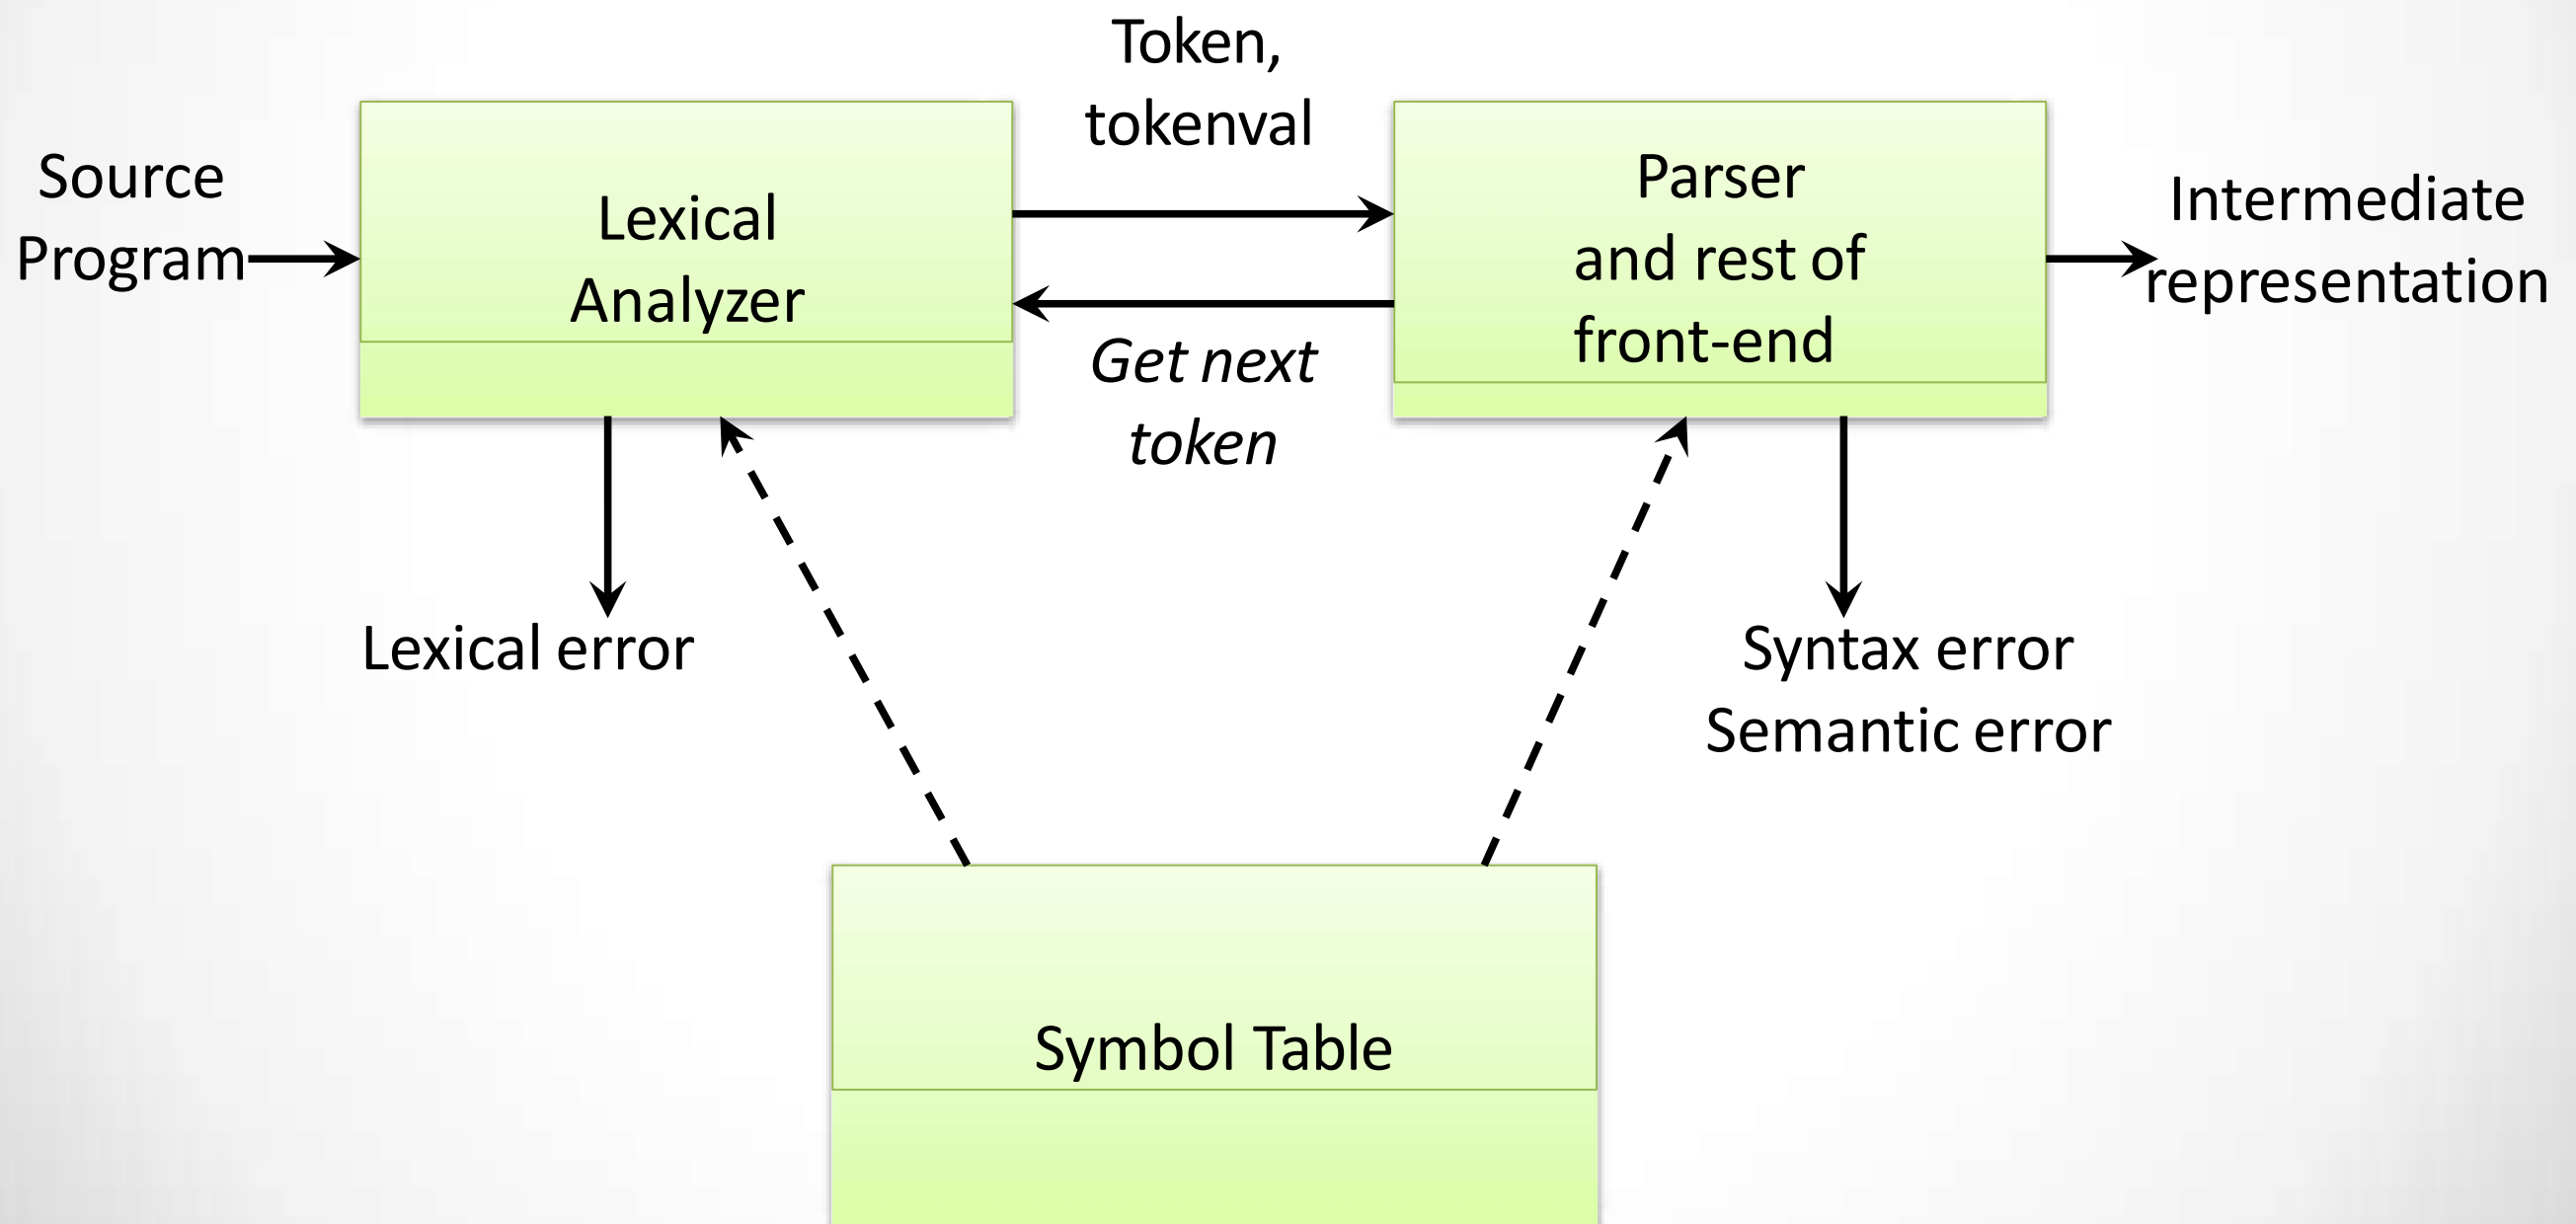 Token,
tokenval
Source
Program
Lexical
Analyzer
Parser
and rest of
front-end
Intermediate
representation
Get next
token
Lexical error
Syntax error
Semantic error
Symbol Table